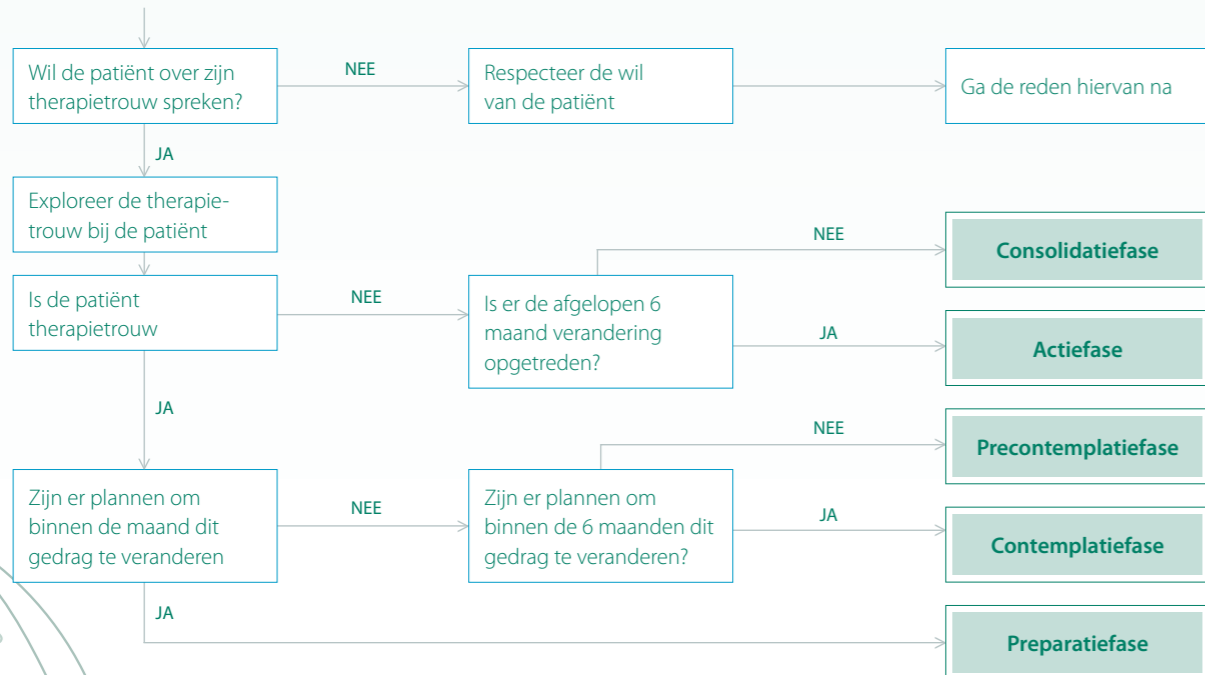 Wil de patiënt over zijn
therapietrouw spreken?
NEE
Respecteer de wil
van de patiënt
Ga de reden hiervan na
JA
Exploreer de therapie-
trouw bij de patiënt
NEE
Consolidatiefase
Is de patiënt
therapietrouw
NEE
Is er de afgelopen 6
maand verandering
opgetreden?
JA
Actiefase
JA
NEE
Precontemplatiefase
Zijn er plannen om
binnen de maand dit
gedrag te veranderen
NEE
Zijn er plannen om
binnen de 6 maanden dit
gedrag te veranderen?
JA
Contemplatiefase
JA
Preparatiefase